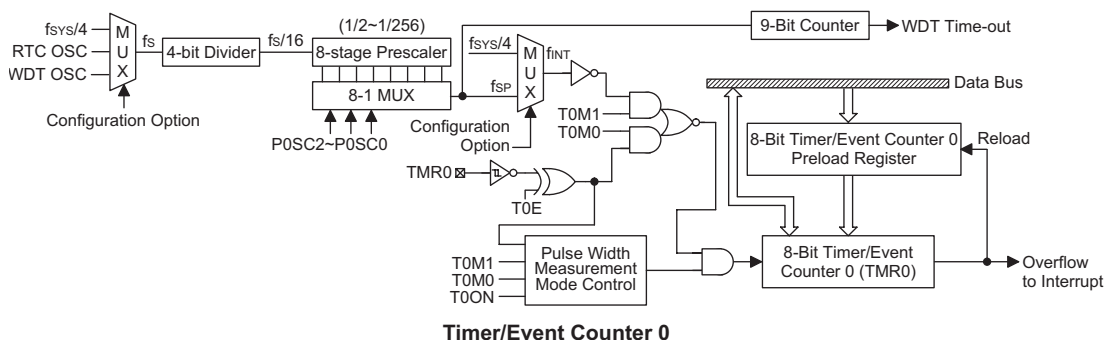 fSYS/4
RTC OSC
WDT OSC
M
U
X
Configuration Option
fS
4-bit Divider
fS/16
(1/2~1/256)
8-stage Prescaler
8-1 MUX
P0SC2~P0SC0
fSYS/4
fSP
M
U
X
Configuration
Option
fINT
9-Bit Counter
WDT Time-out
T0M1
T0M0
TMR0
T0E
Data Bus
8-Bit Timer/Event Counter 0
Preload Register
Reload
T0M1
T0M0
T0ON
Pulse Width
Measurement
Mode Control
8-Bit Timer/Event
Counter 0 (TMR0)
Overflow
to Interrupt
Timer/Event Counter 0